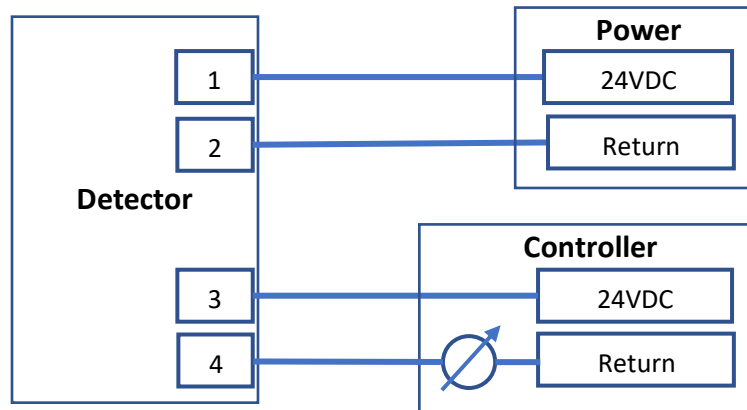 Power
1
24VDC
2
Return
Detector
Controller
3
24VDC
4
Return